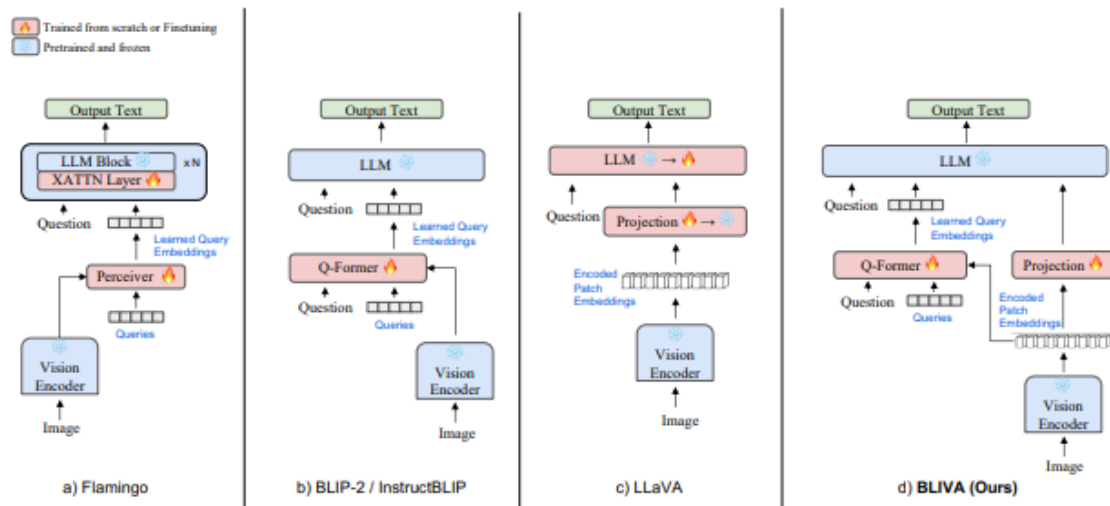 Trained from scratch or Finetuning
Pretrained and frozen
Output Text
LLM Block
x N
XATTN Layer
Question
Learned Query
Embeddings
Perceiver
Queries
Vision
Encoder
Image
a) Flamingo
Output Text
LLM
Question
Learned Query
Embeddings
Q-Former
Question
Queries
Vision
Encoder
Image
b) BLIP-2 / InstructBLIP
Output Text
LLM →
Question
Projection →
Encoded
Patch
Embeddings
Vision
Encoder
Image
c) LLaVA
Output Text
LLM
Question
Learned Query
Embeddings
Q-Former
Projection
Question
Queries
Encoded
Patch
Embeddings
Vision
Encoder
Image
d) BLIVA (Ours)